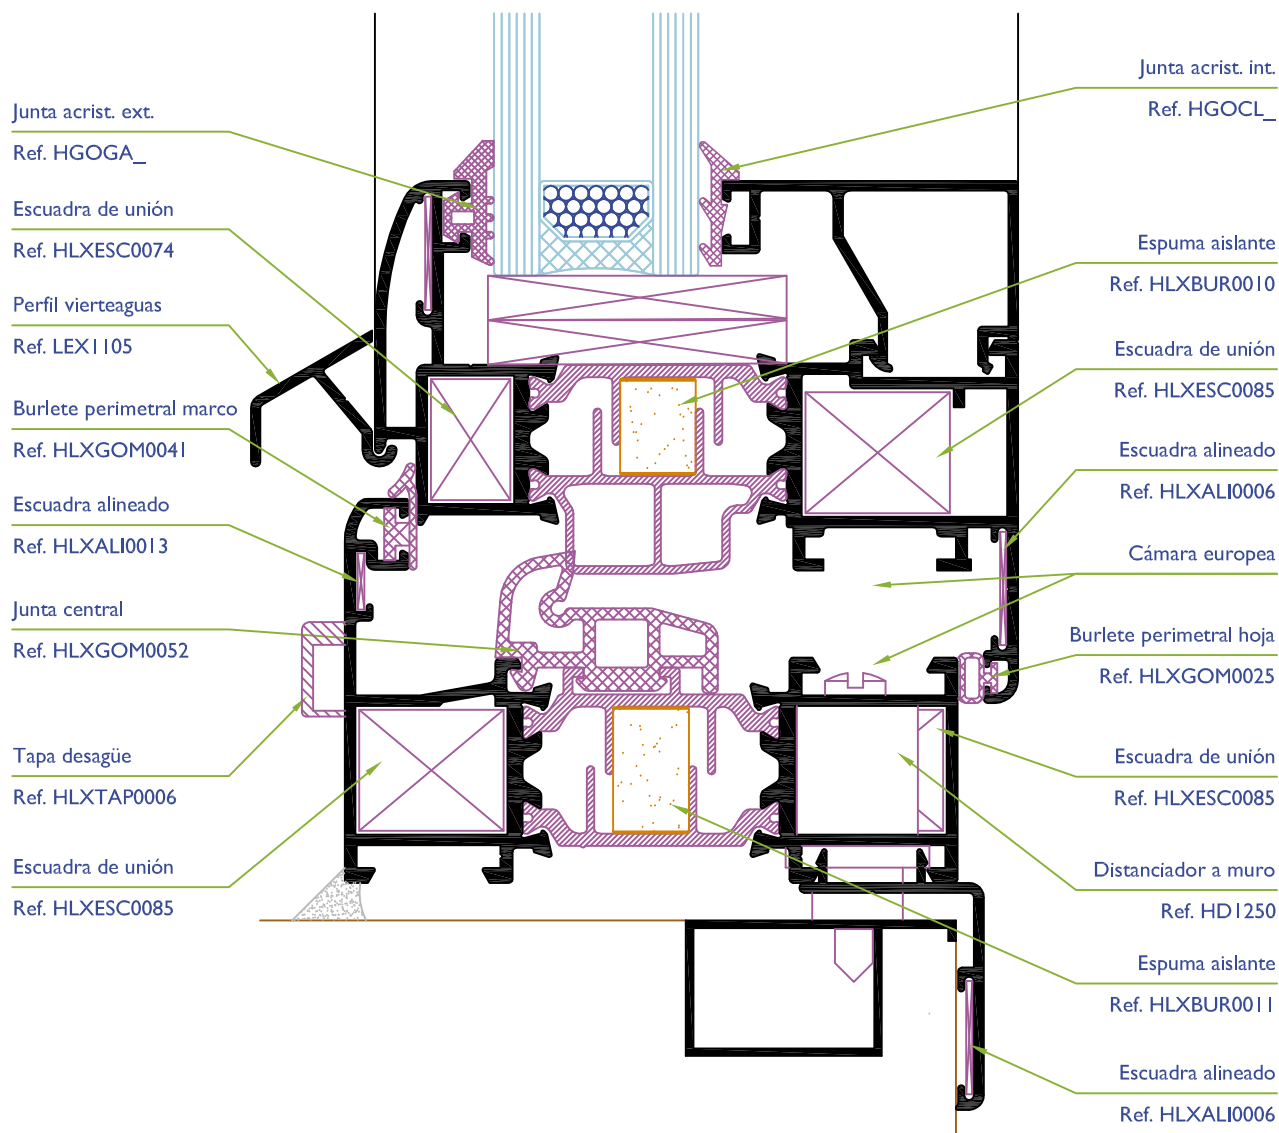 Junta acrist. ext.
Ref. HGOGA_
Escuadra de unión
Ref. HLXESC0074
Perfil vierteaguas
Ref. LEX1105
Burlete perimetral marco
Ref. HLXGOM0041
Escuadra alineado
Ref. HLXALI0013
Junta central
Ref. HLXGOM0052
Tapa desagüe
Ref. HLXTAP0006
Escuadra de unión
Ref. HLXESC0085
Junta acrist. int.
Ref. HGOCL_
Espuma aislante
Ref. HLXBUR0010
Escuadra de unión
Ref. HLXESC0085
Escuadra alineado
Ref. HLXALI0006
Cámara europea
Burlete perimetral hoja
Ref. HLXGOM0025
Escuadra de unión
Ref. HLXESC0085
Distanciador a muro
Ref. HD1250
Espuma aislante
Ref. HLXBUR0011
Escuadra alineado
Ref. HLXALI0006